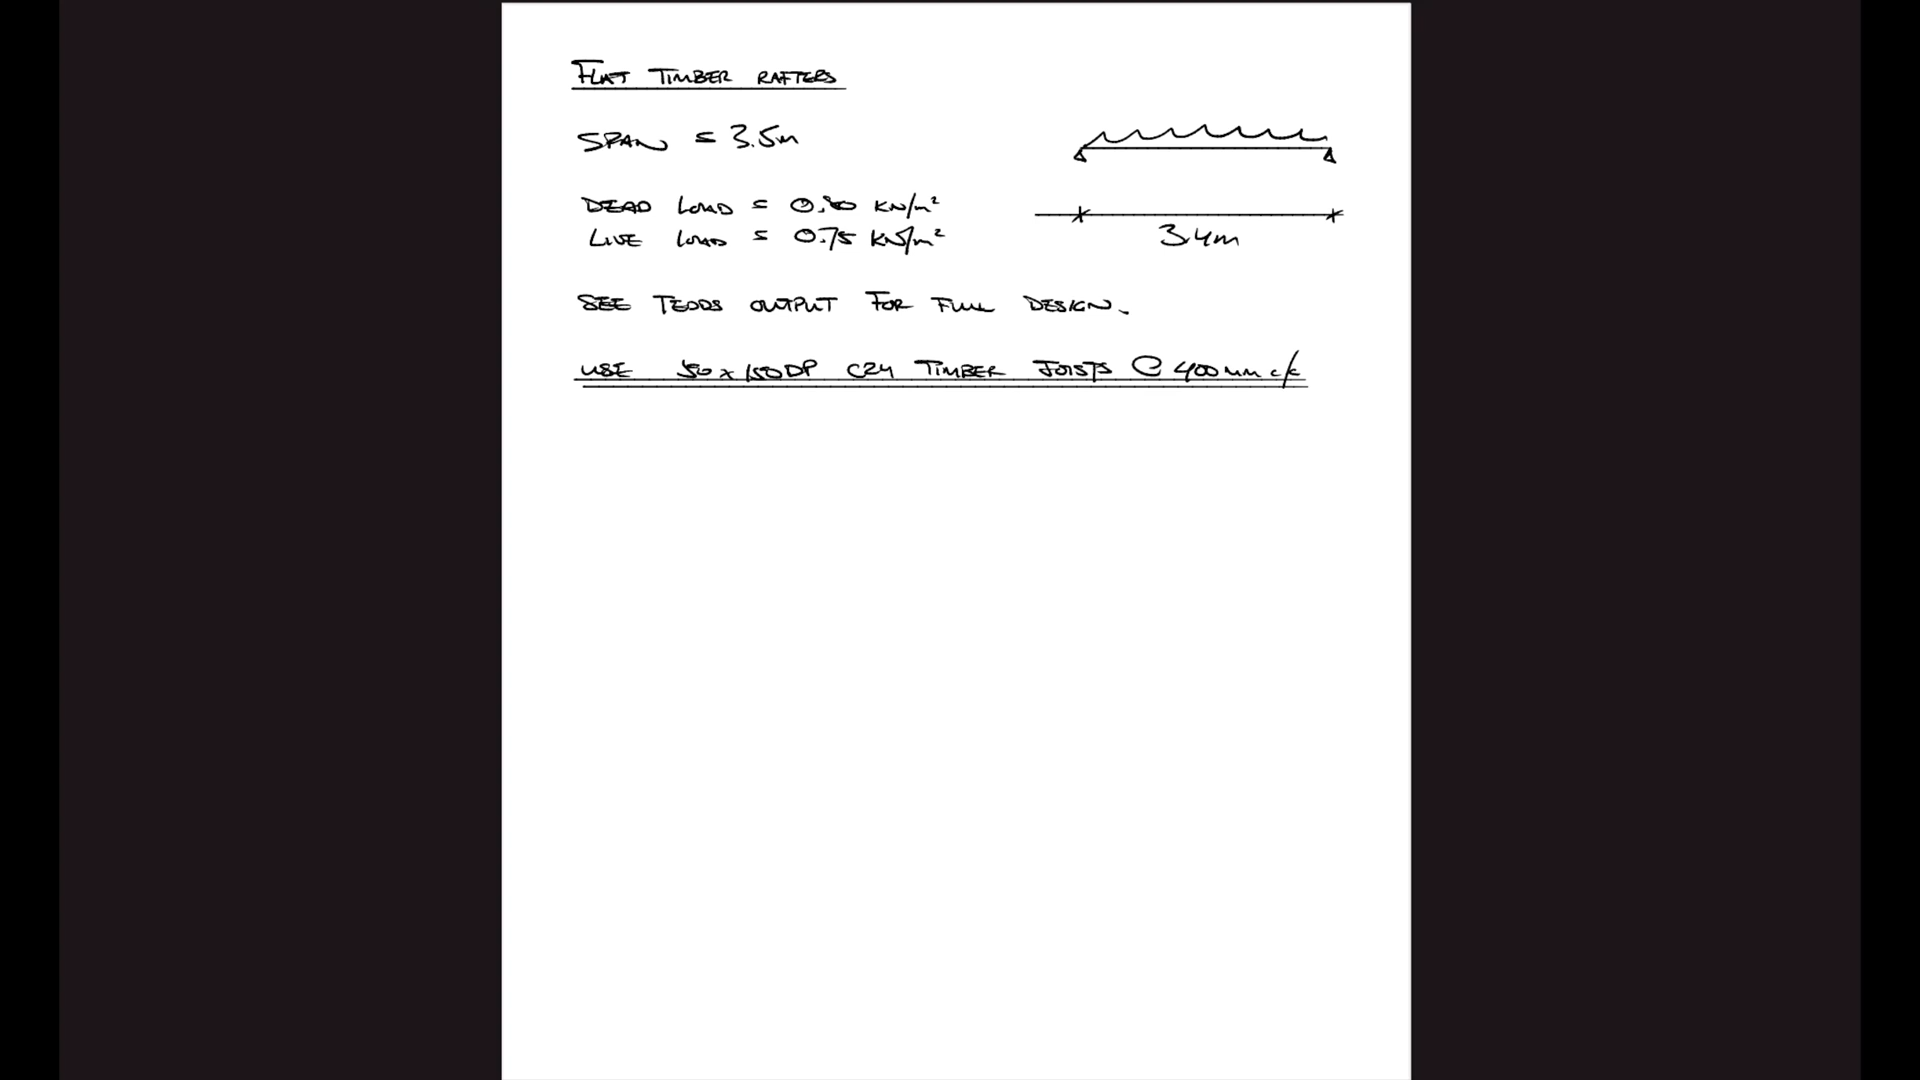 FLAT TIMBER RAFTERS
SPAN = 3.5m
DEAD LOAD = 0.80 KN/m²
LIVE LOAD = 0.75 KN/m²
3.4m
SEE TEDDS OUTPUT FOR FULL DESIGN.
USE 50 x 150DP C24 TIMBER JOISTS @ 400mm c/c